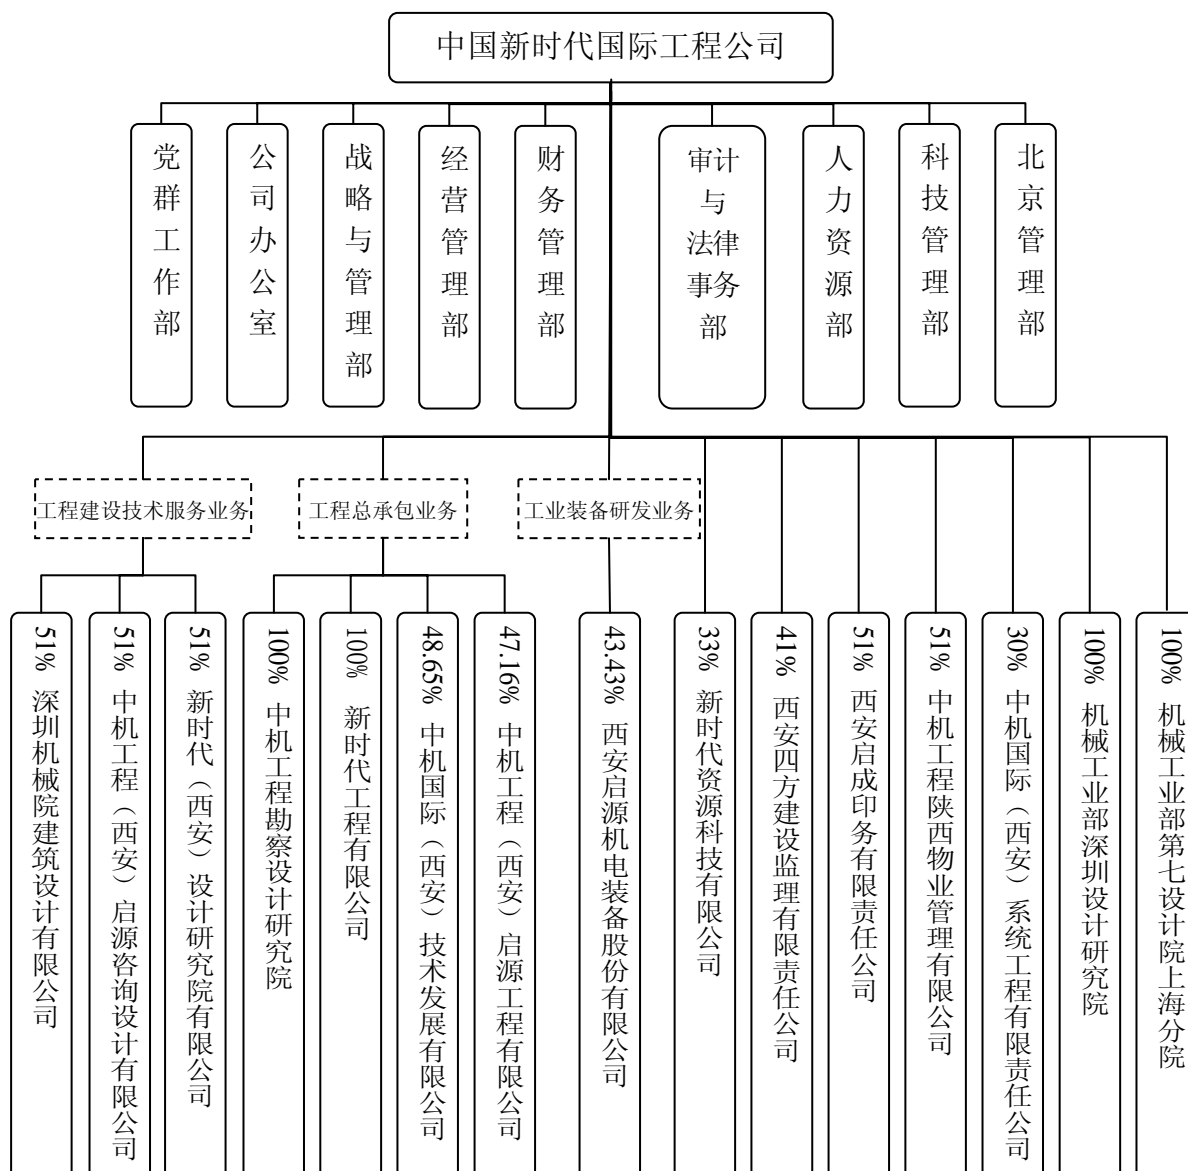 中国新时代国际工程公司
党群工作部
公司办公室
战略与管理部
经营管理部
财务管理部
审计
与
法律
事务
部
人力资源部
科技管理部
北京管理部
工程建设技术服务业务
工程总承包业务
工业装备研发业务
51% 深圳机械院建筑设计有限公司
51% 中机工程（西安）启源咨询设计有限公司
51% 新时代（西安）设计研究院有限公司
100% 中机工程勘察设计研究院
100% 新时代工程有限公司
48.65% 中机国际（西安）技术发展有限公司
47.16% 中机工程（西安）启源工程有限公司
43.43% 西安启源机电装备股份有限公司
33% 新时代资源科技有限公司
41% 西安四方建设监理有限责任公司
51% 西安启成印务有限责任公司
51% 中机工程陕西物业管理有限公司
30% 中机国际（西安）系统工程有限责任公司
100% 机械工业部深圳设计研究院
100% 机械工业部第七设计院上海分院